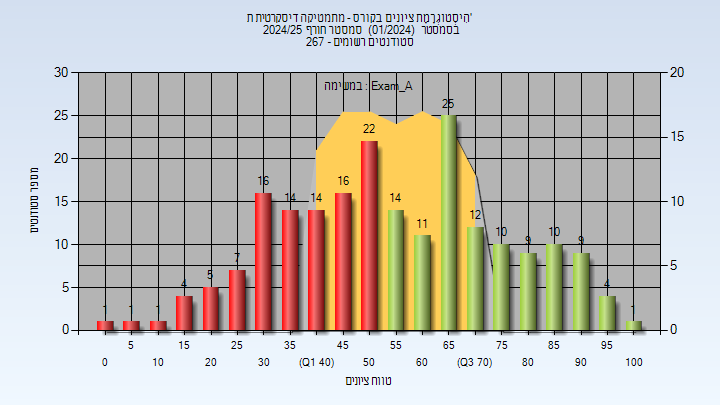 היסטוגרמת ציונים בקורס - מתמטיקה דיסקרטית ת'
בסמסטר (01/2024) סמסטר חורף 2024/25
סטודנטים רשומים - 267
במשימה : Exam_A
מספר סטודנטים
30 25 20 15 10 5 0
20 15 10 5 0
1 1 1 4 5 7 16 14 14 16 22 14 11 25 12 10 9 10 9 4 1
5 15 25 35 45 55 65 75 85 95
0 10 20 30 (Q1 40) 50 60 (Q3 70) 80 90 100
טווח ציונים